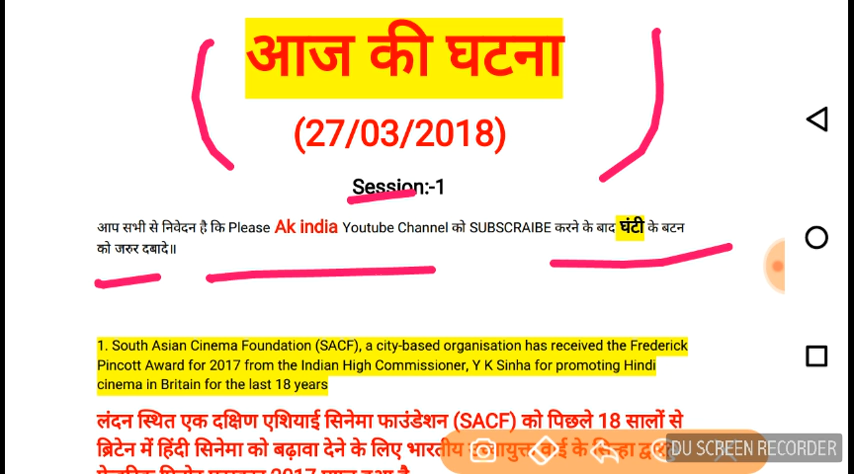 आज की घटना
(27/03/2018)
Session:-1
आप सभी से निवेदन है कि Please Ak india Youtube Channel को SUBSCRAIBE करने के बाद घंटी के बटन
को जरुर दबादे॥
1. South Asian Cinema Foundation (SACF), a city-based organisation has received the Frederick
Pincott Award for 2017 from the Indian High Commissioner, Y K Sinha for promoting Hindi
cinema in Britain for the last 18 years
लंदन स्थित एक दक्षिण एशियाई सिनेमा फाउंडेशन (SACF) को पिछले 18 सालों से
ब्रिटेन में हिंदी सिनेमा को बढ़ावा देने के लिए भारतीय उच्चायुक्त वाई के सिन्हा
DU SCREEN RECORDER